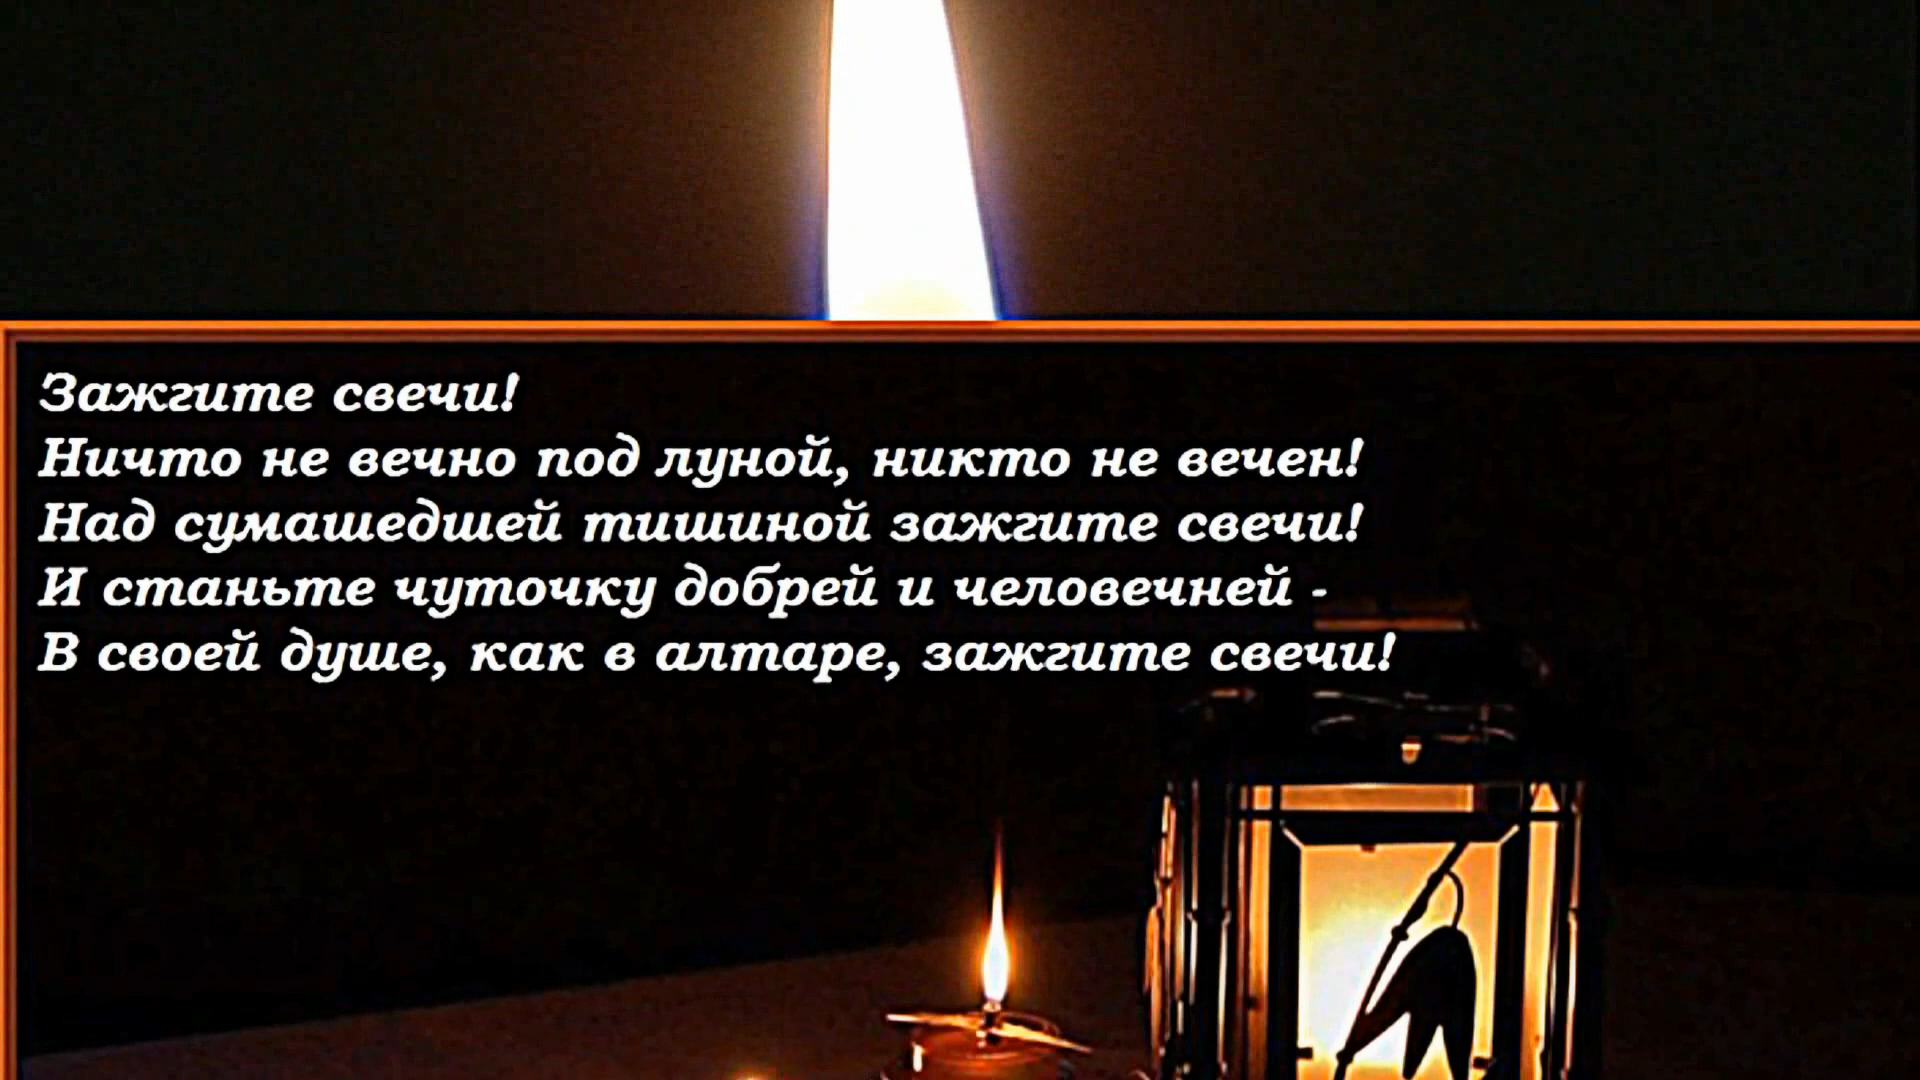 Зажгите свечи!
Ничто не вечно под луной, никто не вечен!
Над сумашедшей тишиной зажгите свечи!
И станьте чуточку добрей и человечней -
В своей душе, как в алтаре, зажгите свечи!